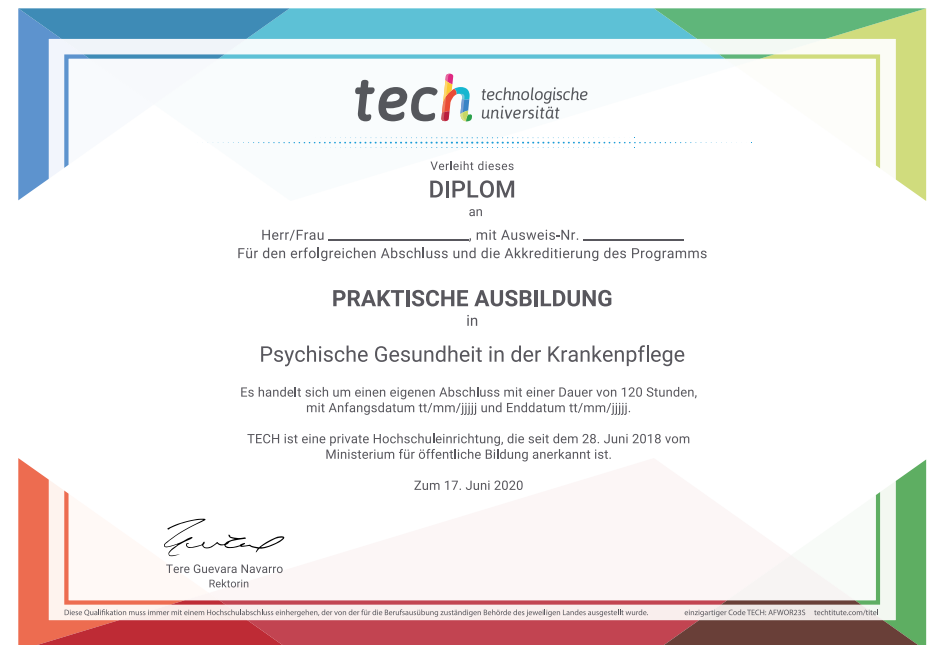 tech technologische
universität
Verleiht dieses
DIPLOM
an
Herr/Frau ____________________, mit Ausweis-Nr. ______________
Für den erfolgreichen Abschluss und die Akkreditierung des Programms
PRAKTISCHE AUSBILDUNG
in
Psychische Gesundheit in der Krankenpflege
Es handelt sich um einen eigenen Abschluss mit einer Dauer von 120 Stunden,
mit Anfangsdatum tt/mm/jjjjj und Enddatum tt/mm/jjjjj.
TECH ist eine private Hochschuleinrichtung, die seit dem 28. Juni 2018 vom
Ministerium für öffentliche Bildung anerkannt ist.
Zum 17. Juni 2020
Tere Guevara Navarro
Rektorin
Diese Qualifikation muss immer mit einem Hochschulabschluss einhergehen, der von der für die Berufsausübung zuständigen Behörde des jeweiligen Landes ausgestellt wurde. einzigartiger Code TECH: AFWOR23S techtitute.com/titel